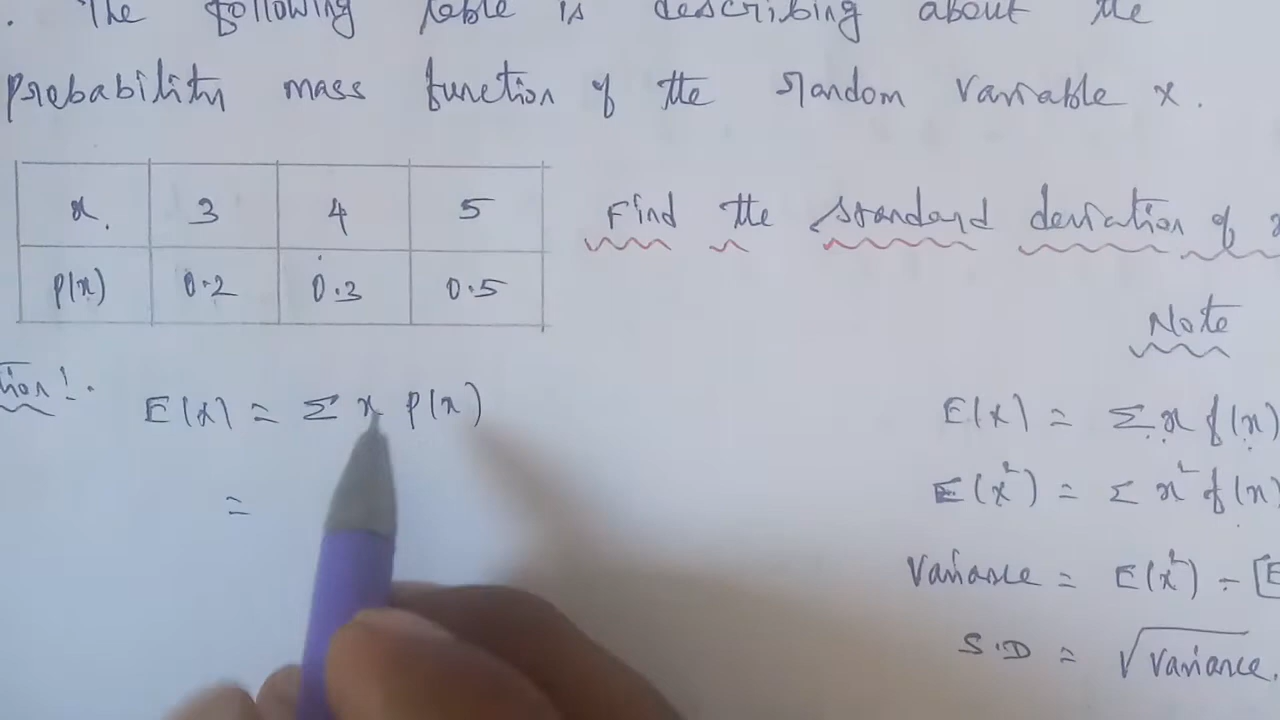 . The following table is describing about the
probability mass function of the random variable x.
x 3 4 5
P(x) 0.2 0.3 0.5
Find the standard deviation of
Note
tion:-
E(x) = Σ x P(x)
=
E(x) = Σ x f(x)
E(x²) = Σ x² f(x)
Variance = E(x²) - [E
S.D = √variance.